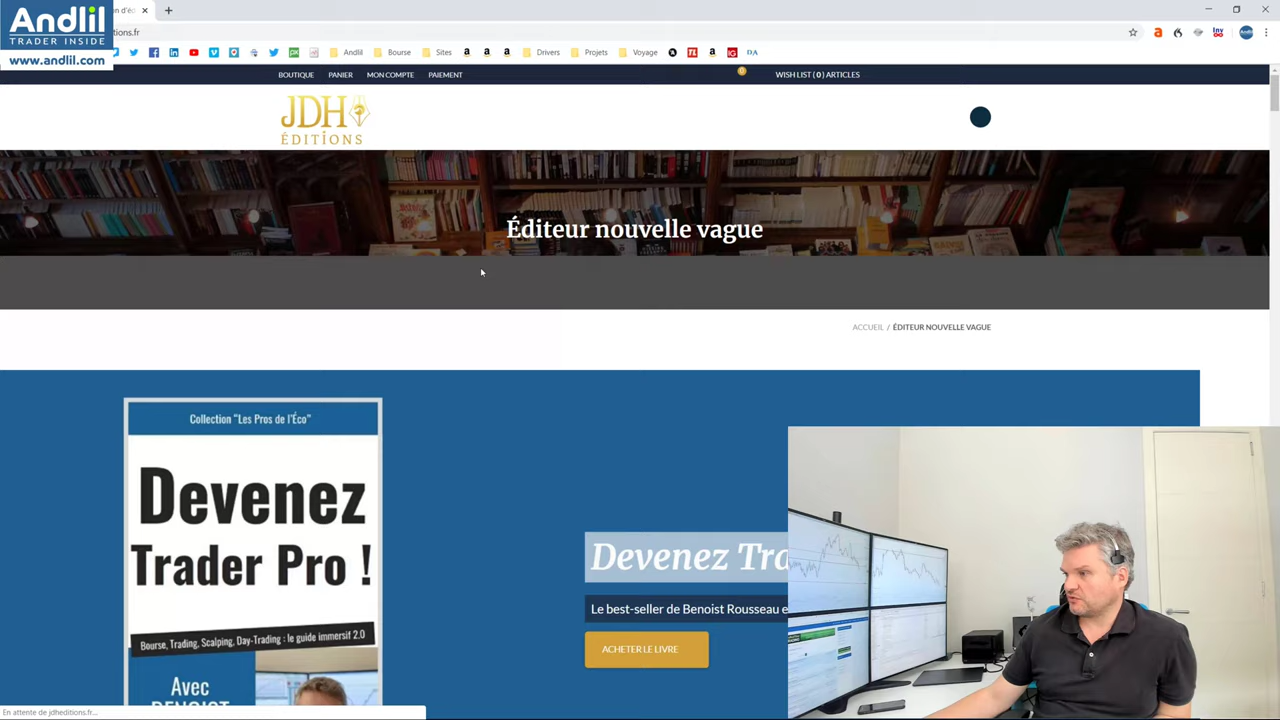 Andlil
TRADER INSIDE
www.andlil.com
itions.fr
Andlil
Bourse
Sites
Drivers
Projets
Voyage
BOUTIQUE PANIER MON COMPTE PAIEMENT
0
WISH LIST ( 0 ) ARTICLES
JDH
ÉDITIONS
Éditeur nouvelle vague
ACCUEIL / ÉDITEUR NOUVELLE VAGUE
Collection "Les Pros de l'Éco"
Devenez
Trader Pro !
Bourse, Trading, Scalping, Day-Trading : le guide immersif 2.0
Avec
Devenez Tra
Le best-seller de Benoist Rousseau e
ACHETER LE LIVRE
En attente de jdheditions.fr...